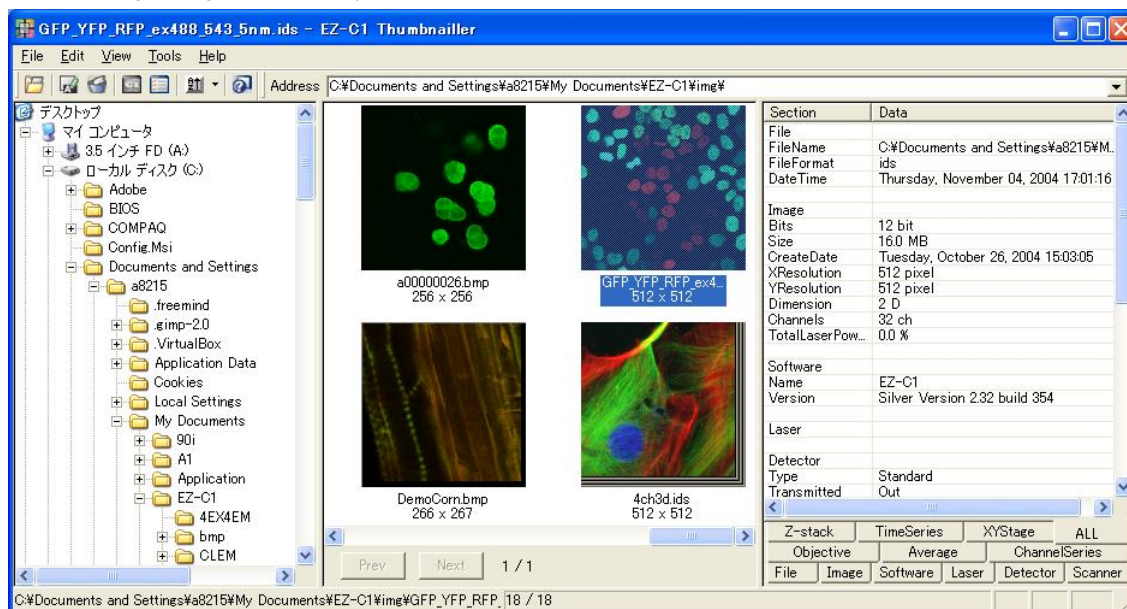 GFP_YFP_RFP_ex488_543_5nm.ids - EZ-C1 Thumbnailler
File Edit View Tools Help
Address C:¥Documents and Settings¥a8215¥My Documents¥EZ-C1¥img¥
デスクトップ
マイ コンピュータ
3.5 インチ FD (A:)
ローカル ディスク (C:)
Adobe
BIOS
COMPAQ
Config.Msi
Documents and Settings
a8215
.freemind
.gimp-2.0
.VirtualBox
Application Data
Cookies
Local Settings
My Documents
90i
A1
Application
EZ-C1
4EX4EM
bmp
CLEM
a00000026.bmp
256 x 256
GFP_YFP_RFP_ex4...
512 x 512
DemoCorn.bmp
266 x 267
4ch3d.ids
512 x 512
Prev Next 1 / 1
Section Data
File
FileName C:¥Documents and Settings¥a8215¥M...
FileFormat ids
DateTime Thursday, November 04, 2004 17:01:16
Image
Bits 12 bit
Size 16.0 MB
CreateDate Tuesday, October 26, 2004 15:03:05
XResolution 512 pixel
YResolution 512 pixel
Dimension 2 D
Channels 32 ch
TotalLaserPow... 0.0 %
Software
Name EZ-C1
Version Silver Version 2.32 build 354
Laser
Detector
Type Standard
Transmitted Out
Z-stack TimeSeries XYStage ALL
Objective Average ChannelSeries
File Image Software Laser Detector Scanner
C:¥Documents and Settings¥a8215¥My Documents¥EZ-C1¥img¥GFP_YFP_RFP_ 18 / 18